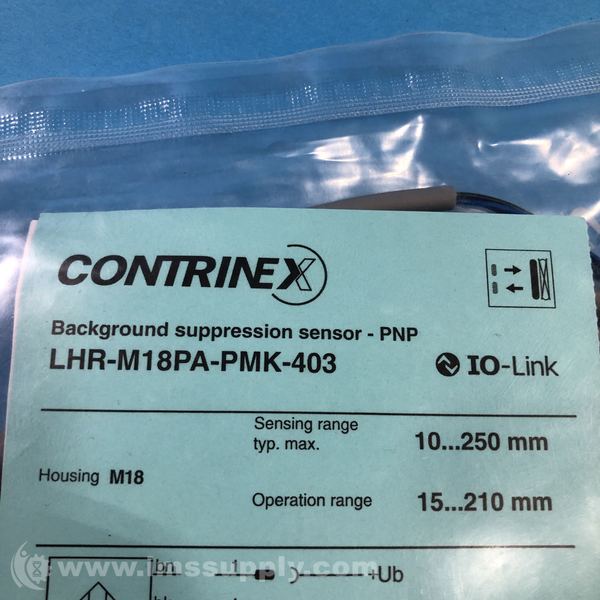 CONTRINEX
Background suppression sensor - PNP
LHR-M18PA-PMK-403
IO-Link
Sensing range
typ. max.
10...250 mm
Housing M18
Operation range
15...210 mm
bn
1
+Ub
www.imssupply.com